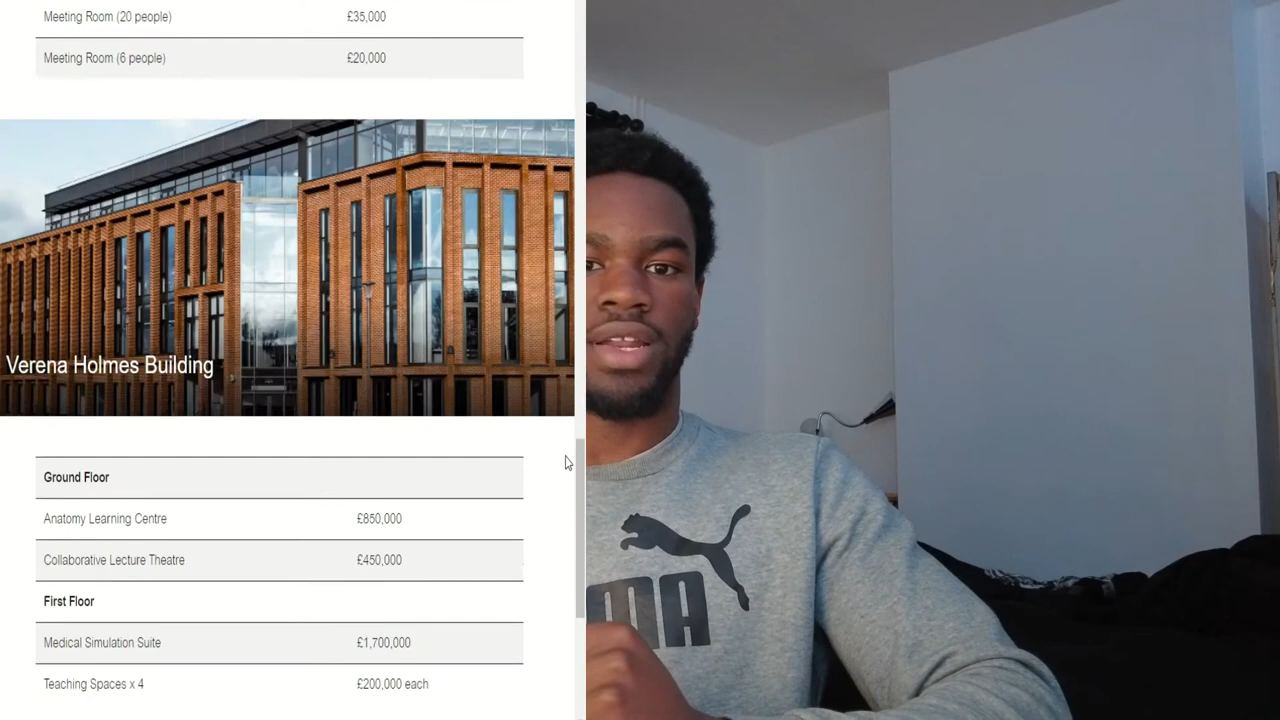 Meeting Room (20 people) £35,000
Meeting Room (6 people) £20,000
Verena Holmes Building
Ground Floor
Anatomy Learning Centre £850,000
Collaborative Lecture Theatre £450,000
First Floor
Medical Simulation Suite £1,700,000
Teaching Spaces x 4 £200,000 each